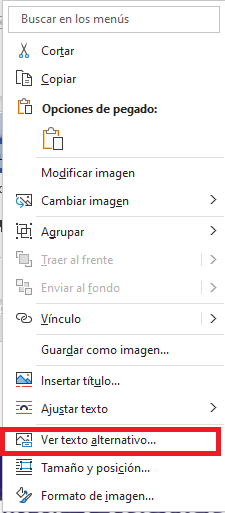 Buscar en los menús
Cortar
Copiar
Opciones de pegado:
Modificar imagen
Cambiar imagen
Agrupar
Traer al frente
Enviar al fondo
Vínculo
Guardar como imagen...
Insertar título...
Ajustar texto
Ver texto alternativo...
Tamaño y posición...
Formato de imagen...